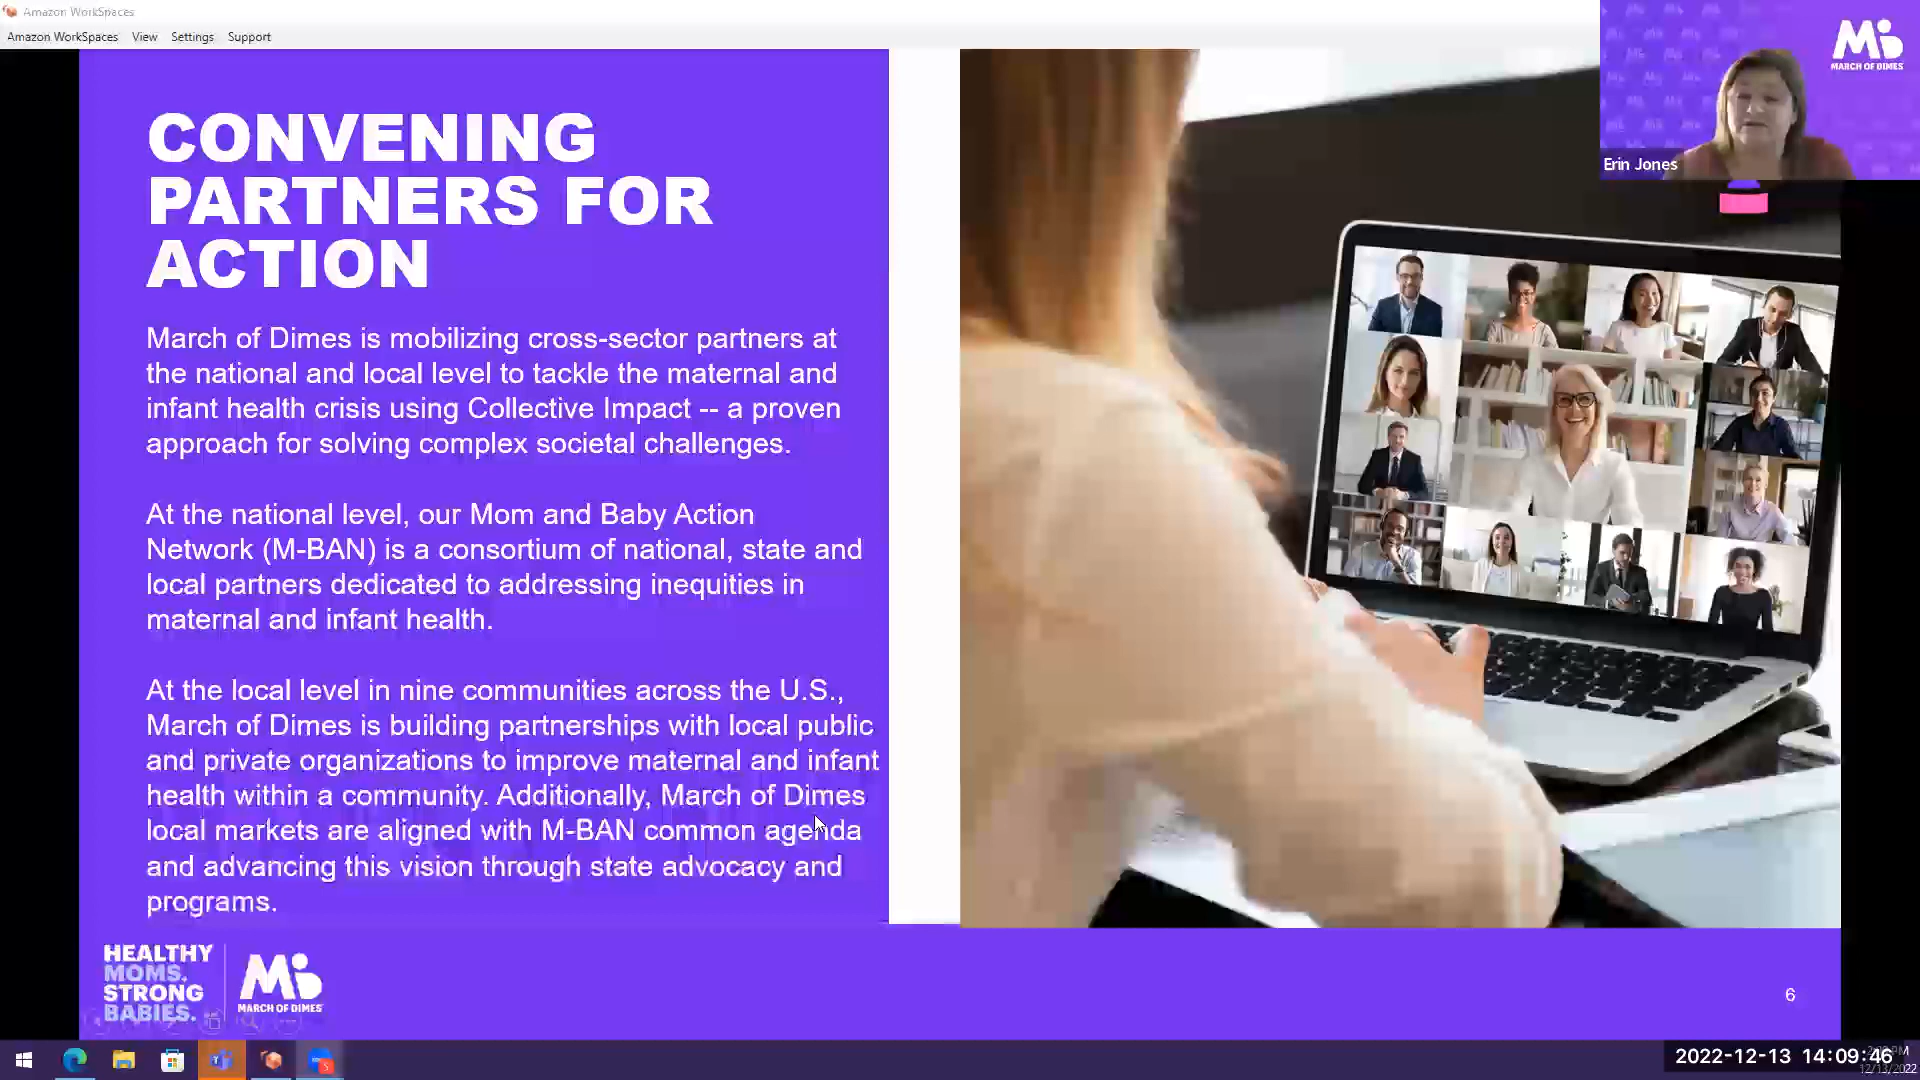 Amazon WorkSpaces
Amazon WorkSpaces View Settings Support
MARCH OF DIMES
Erin Jones
CONVENING
PARTNERS FOR
ACTION
March of Dimes is mobilizing cross-sector partners at
the national and local level to tackle the maternal and
infant health crisis using Collective Impact -- a proven
approach for solving complex societal challenges.
At the national level, our Mom and Baby Action
Network (M-BAN) is a consortium of national, state and
local partners dedicated to addressing inequities in
maternal and infant health.
At the local level in nine communities across the U.S.,
March of Dimes is building partnerships with local public
and private organizations to improve maternal and infant
health within a community. Additionally, March of Dimes
local markets are aligned with M-BAN common agenda
and advancing this vision through state advocacy and
programs.
HEALTHY
MOMS.
STRONG
BABIES.
MARCH OF DIMES
6
2022-12-13 14:09:46
12/13/2022